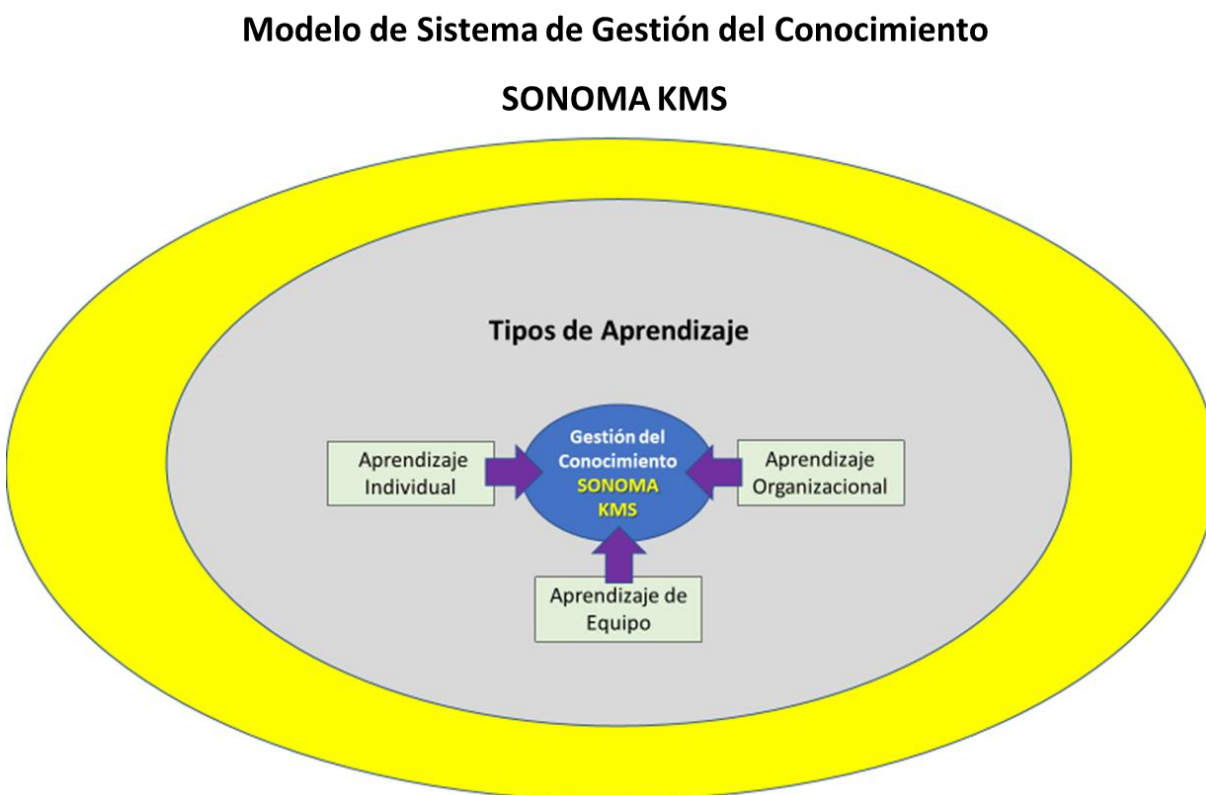 Modelo de Sistema de Gestión del Conocimiento
SONOMA KMS
Tipos de Aprendizaje
Gestión del
Conocimiento
SONOMA
KMS
Aprendizaje
Individual
Aprendizaje
Organizacional
Aprendizaje de
Equipo